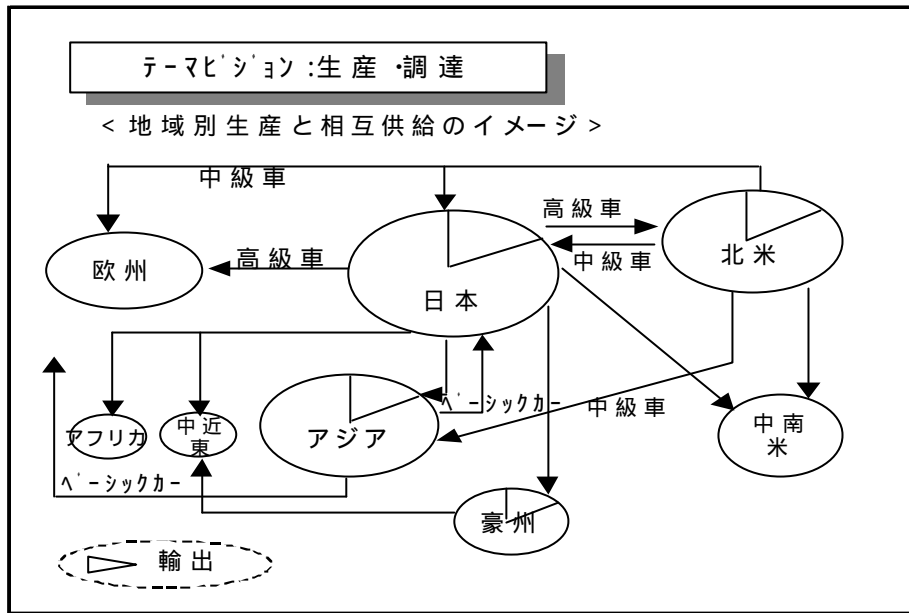 テーマビジョン:生産・調達
<地域別生産と相互供給のイメージ>
中級車
高級車
北米
欧州
高級車
中級車
日本
ベーシックカー
中級車
アフリカ
中近
東
アジア
中南
米
ベーシックカー
豪州
輸出